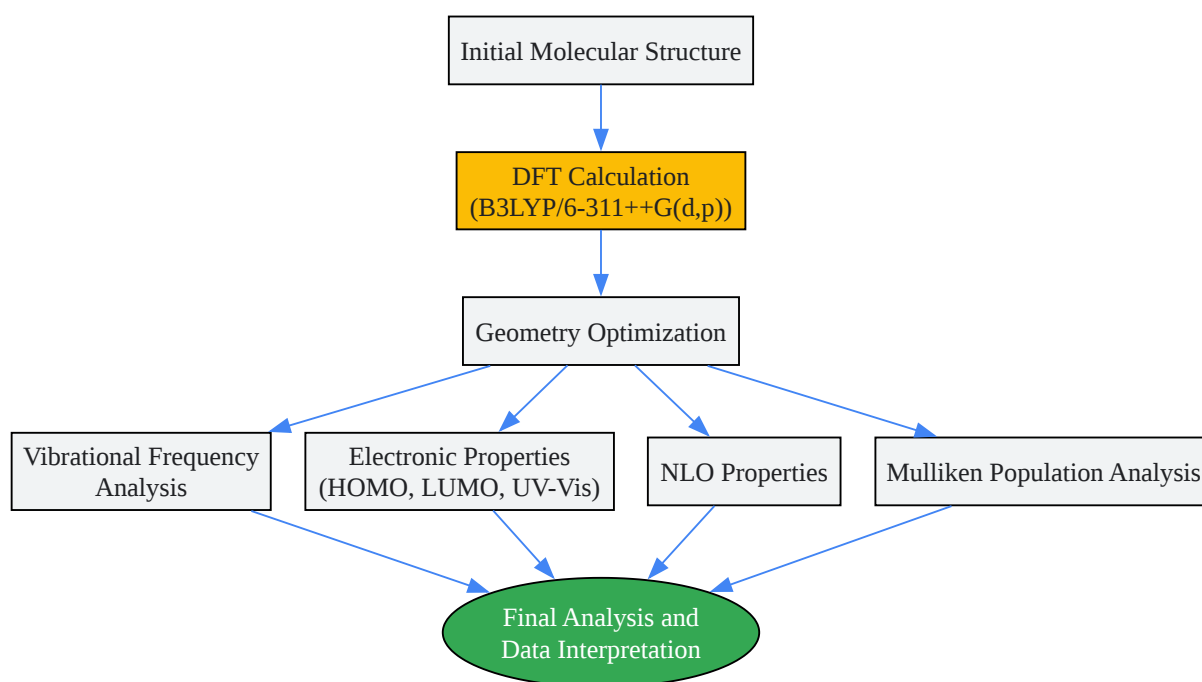 Initial Molecular Structure
DFT Calculation
(B3LYP/6-311++G(d,p))
Geometry Optimization
Vibrational Frequency
Analysis
Electronic Properties
(HOMO, LUMO, UV-Vis)
NLO Properties
Mulliken Population Analysis
Final Analysis and
Data Interpretation